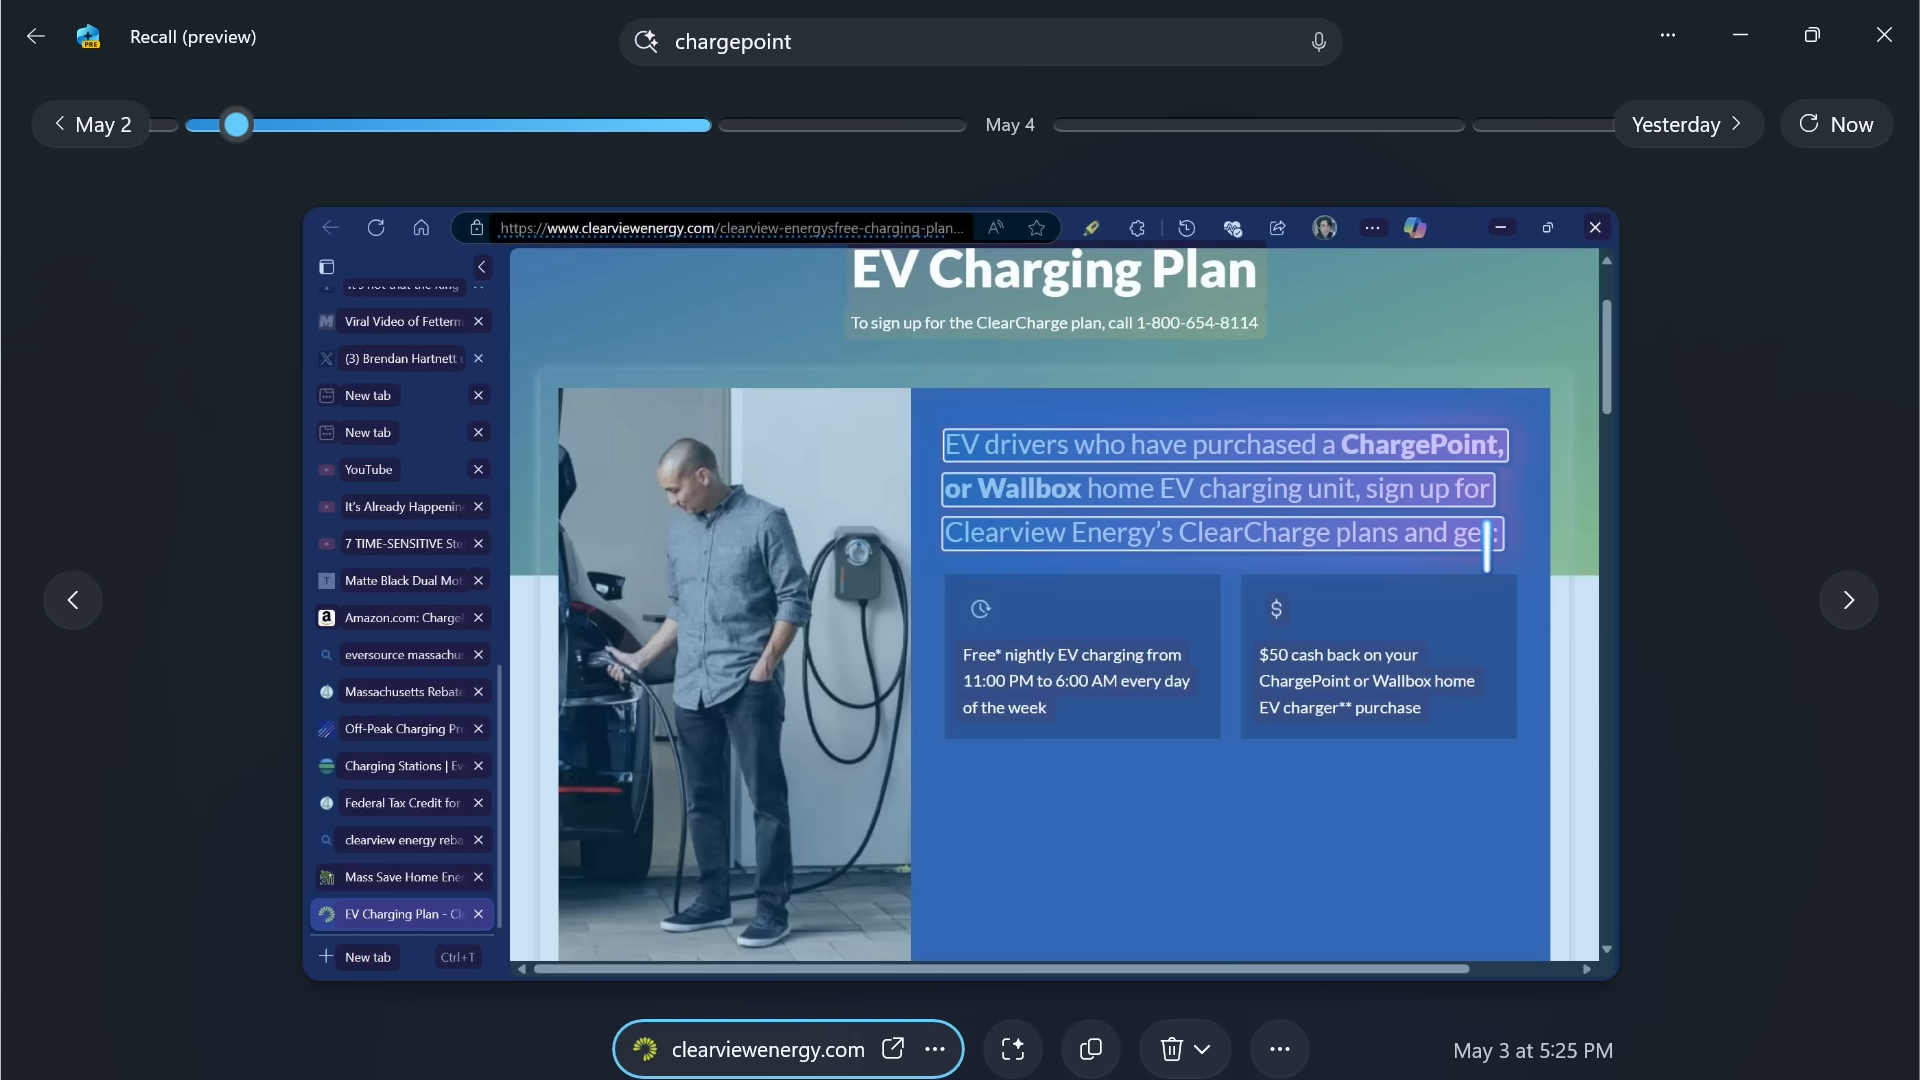 Recall (preview)
PRE
chargepoint
May 2
May 4
Yesterday
Now
https://www.clearviewenergy.com/clearview-energysfree-charging-plan...
Viral Video of Fetterm
(3) Brendan Hartnett
New tab
New tab
YouTube
It's Already Happenin
7 TIME-SENSITIVE Ste
Matte Black Dual Mot
Amazon.com: Charge
eversource massachus
Massachusetts Rebate
Off-Peak Charging Pr
Charging Stations | Ev
Federal Tax Credit for
clearview energy reba
Mass Save Home Ene
EV Charging Plan - Cl
New tab
Ctrl+T
EV Charging Plan
To sign up for the ClearCharge plan, call 1-800-654-8114
EV drivers who have purchased a ChargePoint,
or Wallbox home EV charging unit, sign up for
Clearview Energy’s ClearCharge plans and get:
Free* nightly EV charging from
11:00 PM to 6:00 AM every day
of the week
$
$50 cash back on your
ChargePoint or Wallbox home
EV charger** purchase
clearviewenergy.com
May 3 at 5:25 PM